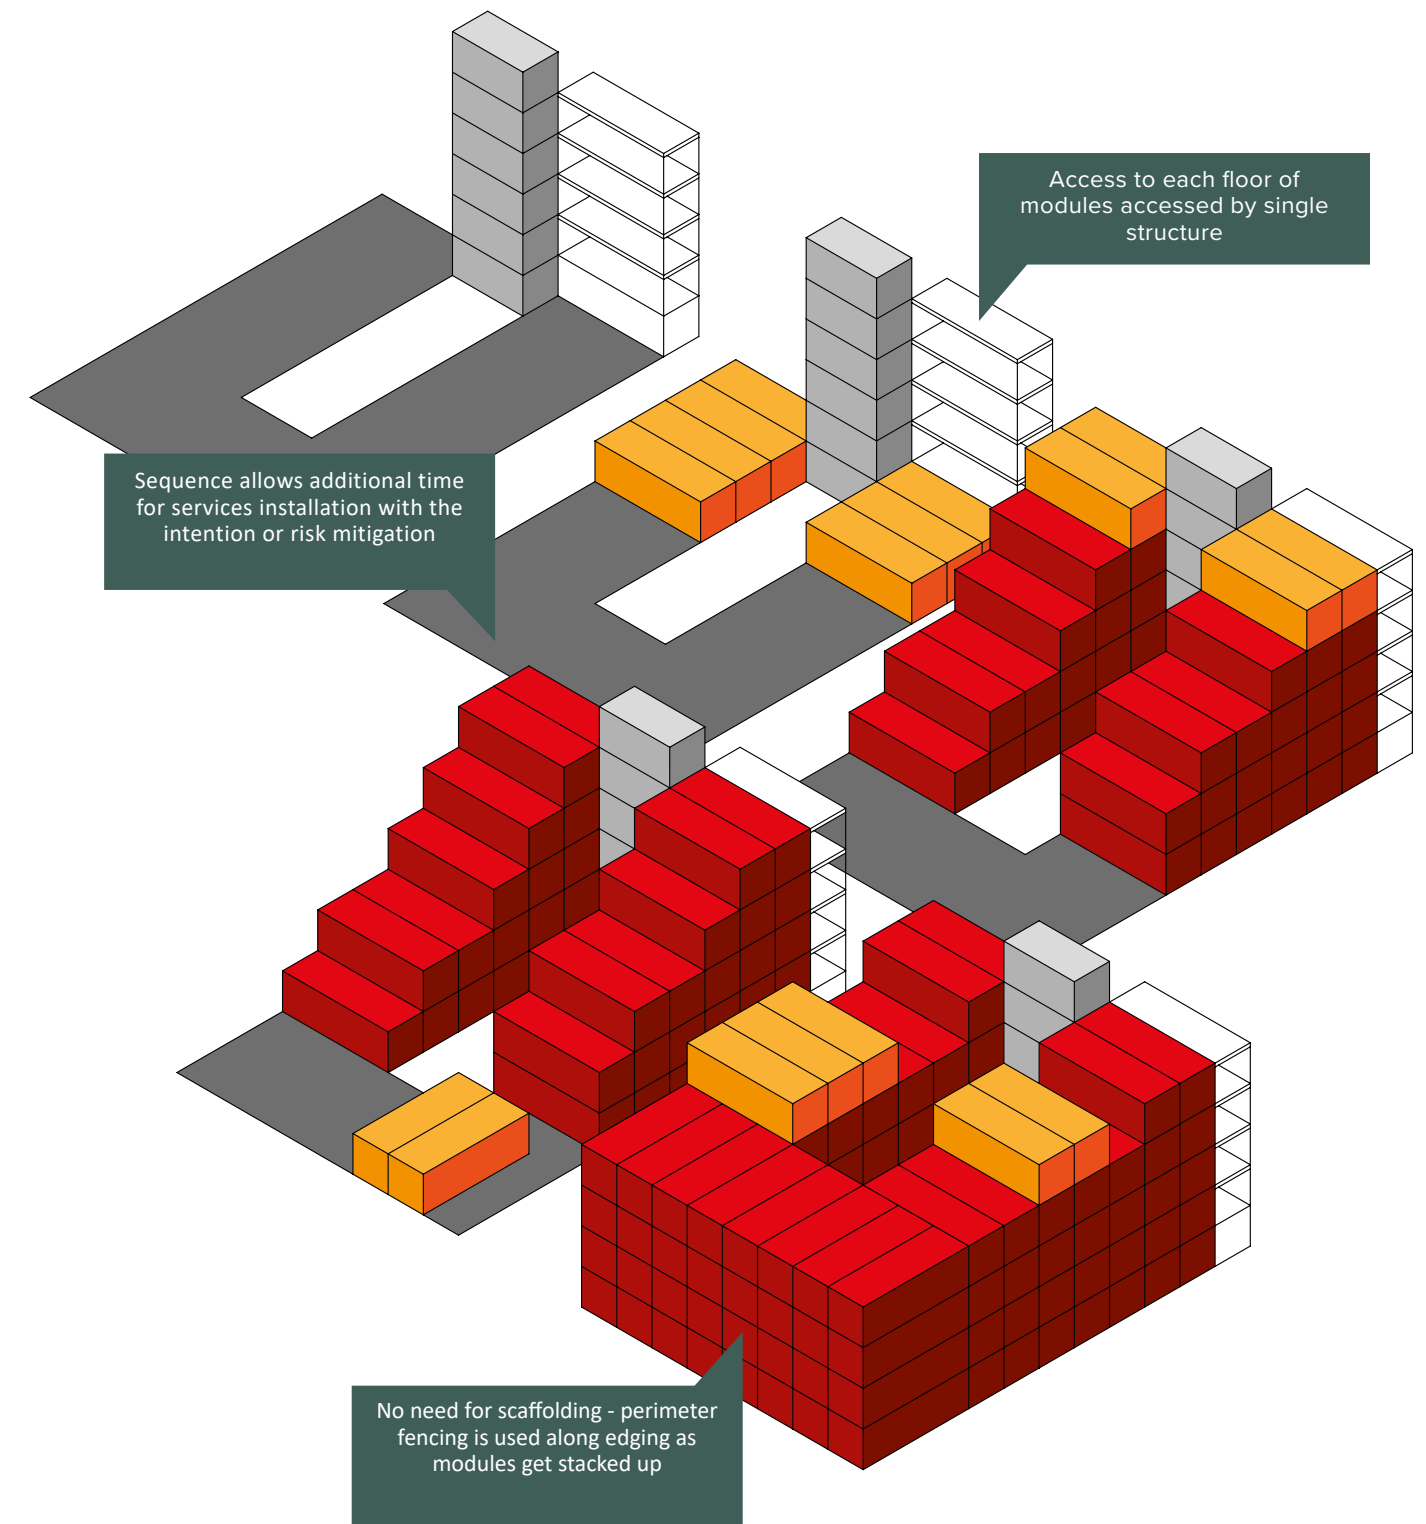 Access to each floor of
modules accessed by single
structure
Sequence allows additional time
for services installation with the
intention or risk mitigation
No need for scaffolding - perimeter
fencing is used along edging as
modules get stacked up